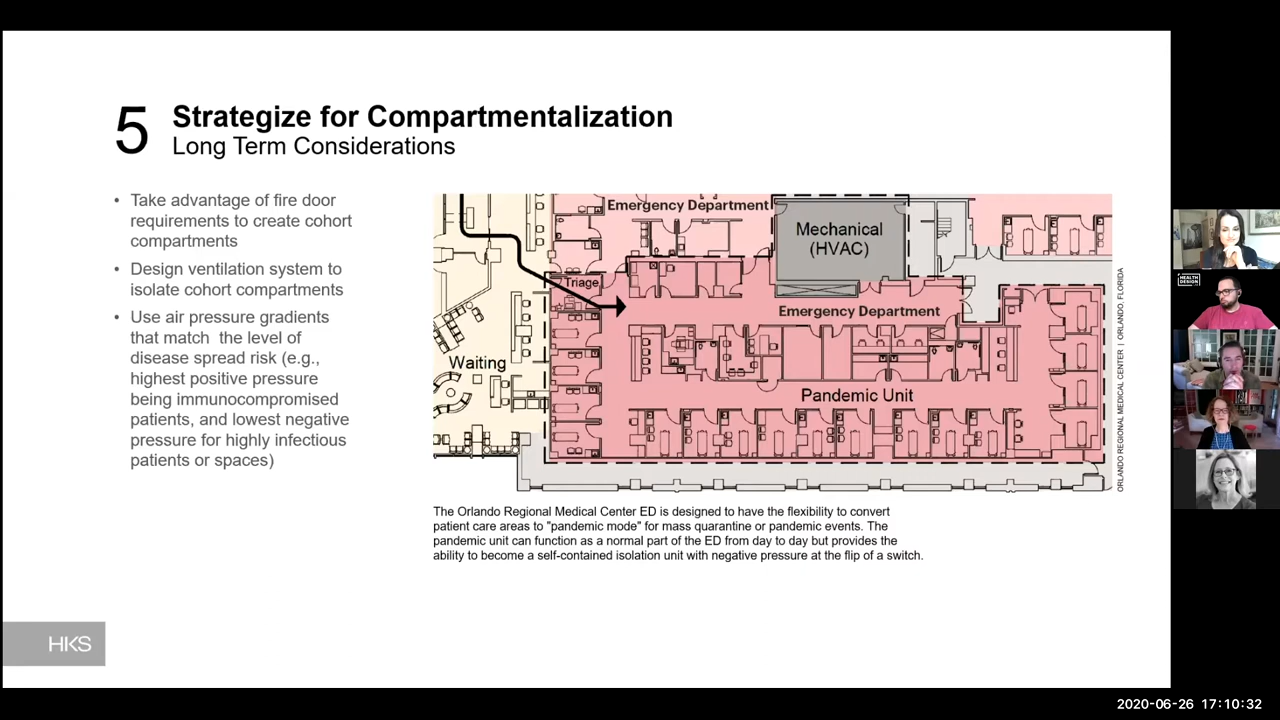 5
Strategize for Compartmentalization
Long Term Considerations
• Take advantage of fire door
requirements to create cohort
compartments
• Design ventilation system to
isolate cohort compartments
• Use air pressure gradients
that match the level of
disease spread risk (e.g.,
highest positive pressure
being immunocompromised
patients, and lowest negative
pressure for highly infectious
patients or spaces)
Emergency Department
Mechanical
(HVAC)
Triage
Emergency Department
Waiting
Pandemic Unit
ORLANDO REGIONAL MEDICAL CENTER | ORLANDO, FLORIDA
The Orlando Regional Medical Center ED is designed to have the flexibility to convert
patient care areas to "pandemic mode" for mass quarantine or pandemic events. The
pandemic unit can function as a normal part of the ED from day to day but provides the
ability to become a self-contained isolation unit with negative pressure at the flip of a switch.
HKS
HEALTH
DESIGN
2020-06-26 17:10:32